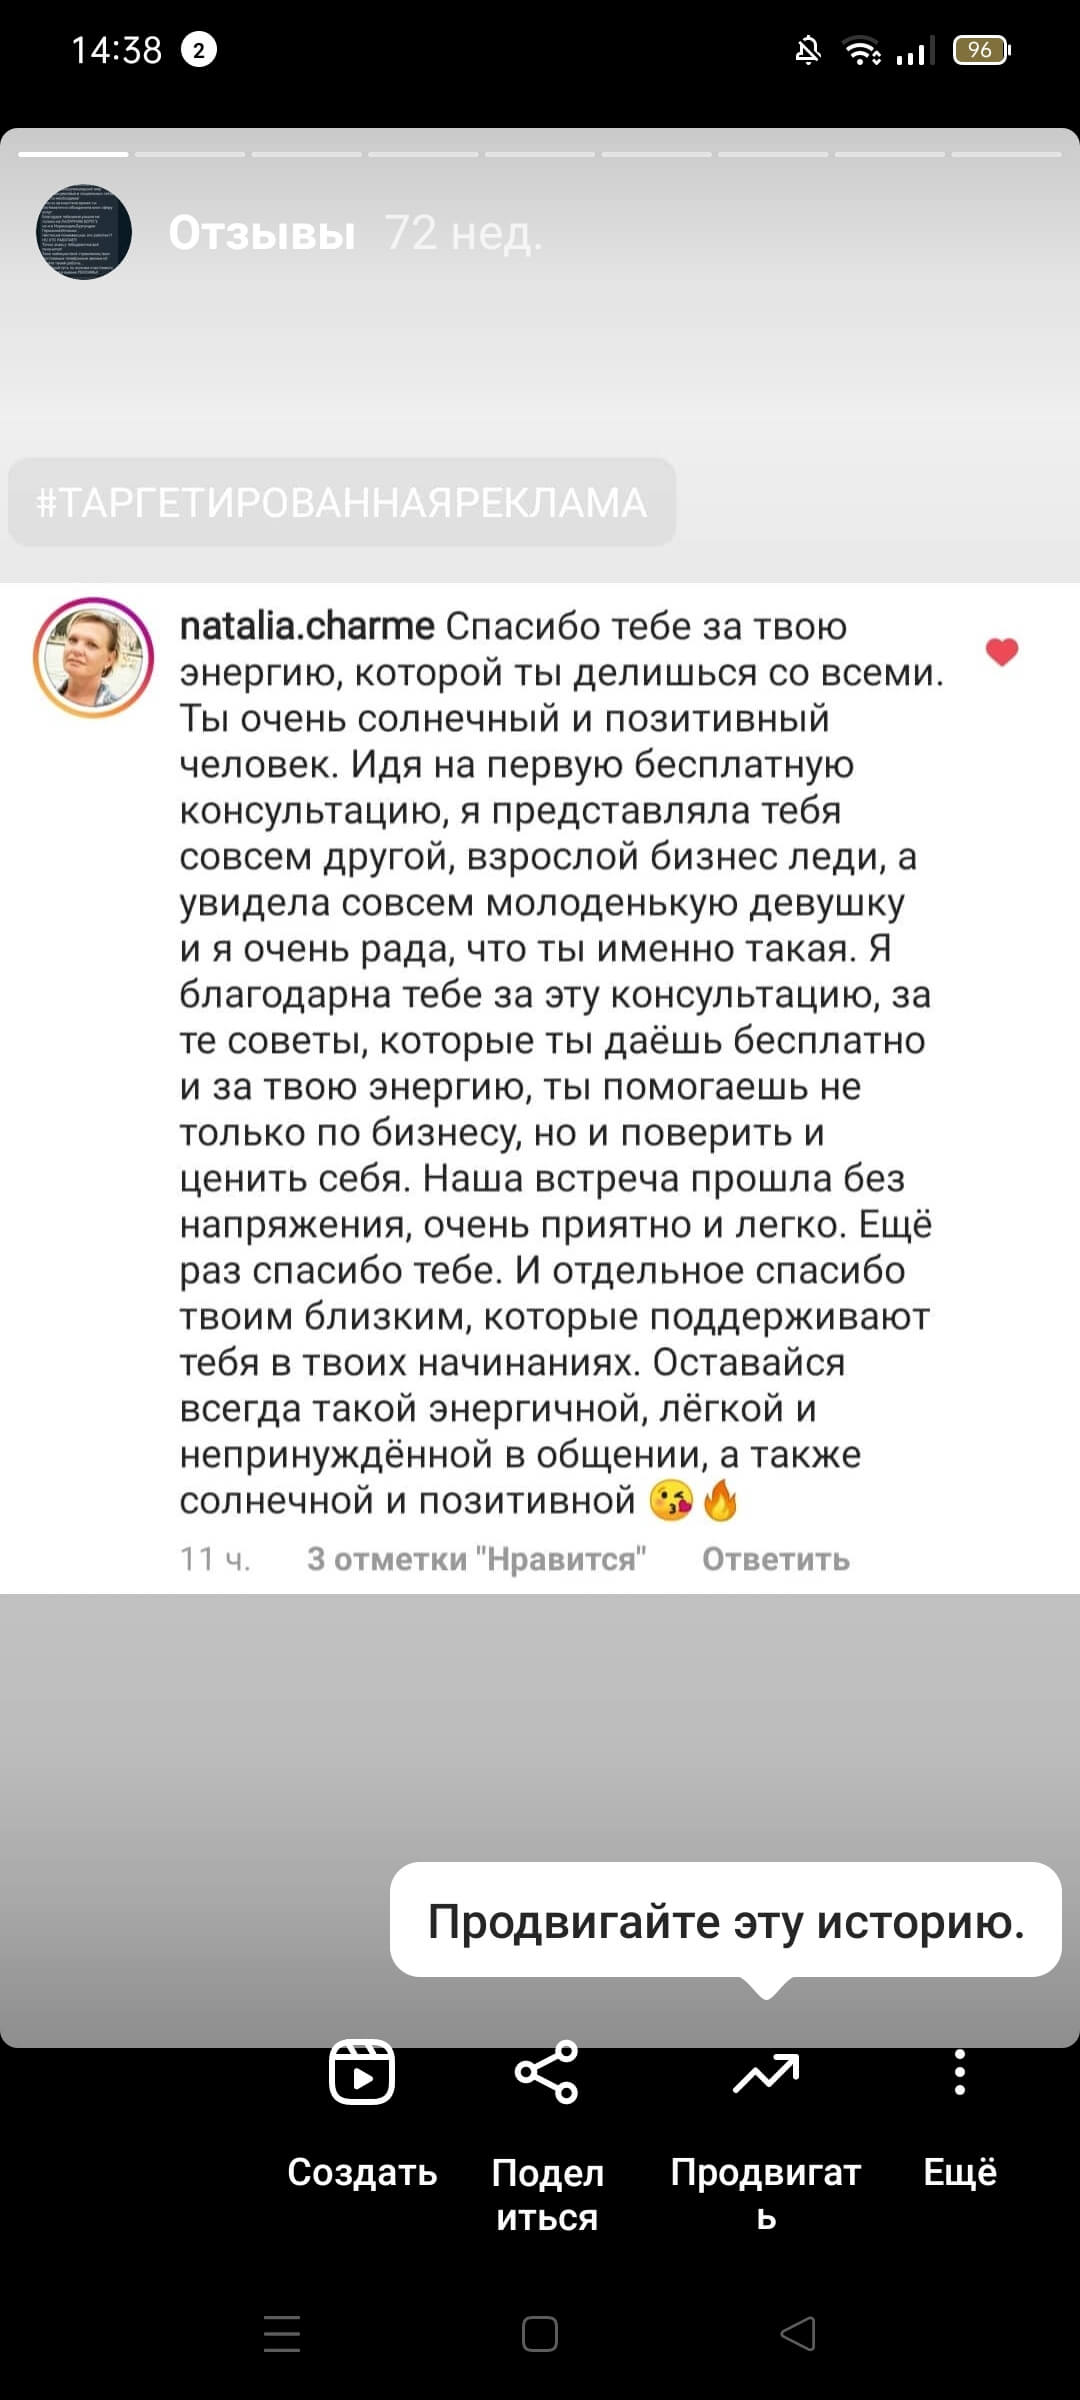 14:38 2
96
Отзывы 72 нед.
#ТАРГЕТИРОВАННАЯРЕКЛАМА
natalia.charme Спасибо тебе за твою
энергию, которой ты делишься со всеми.
Ты очень солнечный и позитивный
человек. Идя на первую бесплатную
консультацию, я представляла тебя
совсем другой, взрослой бизнес леди, а
увидела совсем молоденькую девушку
и я очень рада, что ты именно такая. Я
благодарна тебе за эту консультацию, за
те советы, которые ты даёшь бесплатно
и за твою энергию, ты помогаешь не
только по бизнесу, но и поверить и
ценить себя. Наша встреча прошла без
напряжения, очень приятно и легко. Ещё
раз спасибо тебе. И отдельное спасибо
твоим близким, которые поддерживают
тебя в твоих начинаниях. Оставайся
всегда такой энергичной, лёгкой и
непринуждённой в общении, а также
солнечной и позитивной 😘🔥
11 ч. 3 отметки "Нравится" Ответить
Продвигайте эту историю.
Создать Подел Продвигат Ещё
иться ь